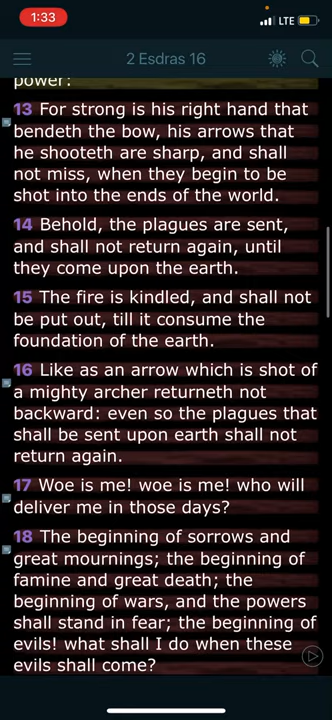 1:33
LTE
2 Esdras 16
power:
13 For strong is his right hand that
bendeth the bow, his arrows that
he shooteth are sharp, and shall
not miss, when they begin to be
shot into the ends of the world.
14 Behold, the plagues are sent,
and shall not return again, until
they come upon the earth.
15 The fire is kindled, and shall not
be put out, till it consume the
foundation of the earth.
16 Like as an arrow which is shot of
a mighty archer returneth not
backward: even so the plagues that
shall be sent upon earth shall not
return again.
17 Woe is me! woe is me! who will
deliver me in those days?
18 The beginning of sorrows and
great mournings; the beginning of
famine and great death; the
beginning of wars, and the powers
shall stand in fear; the beginning of
evils! what shall I do when these
evils shall come?